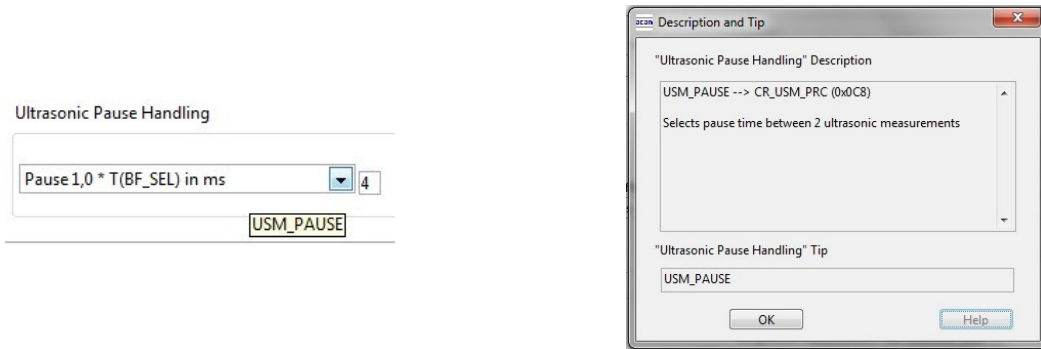 Ultrasonic Pause Handling
Pause 1,0 * T(BF_SEL) in ms
4
USM_PAUSE
acan Description and Tip
"Ultrasonic Pause Handling" Description
USM_PAUSE --> CR_USM_PRC (0x0C8)
Selects pause time between 2 ultrasonic measurements
"Ultrasonic Pause Handling" Tip
USM_PAUSE
OK
Help